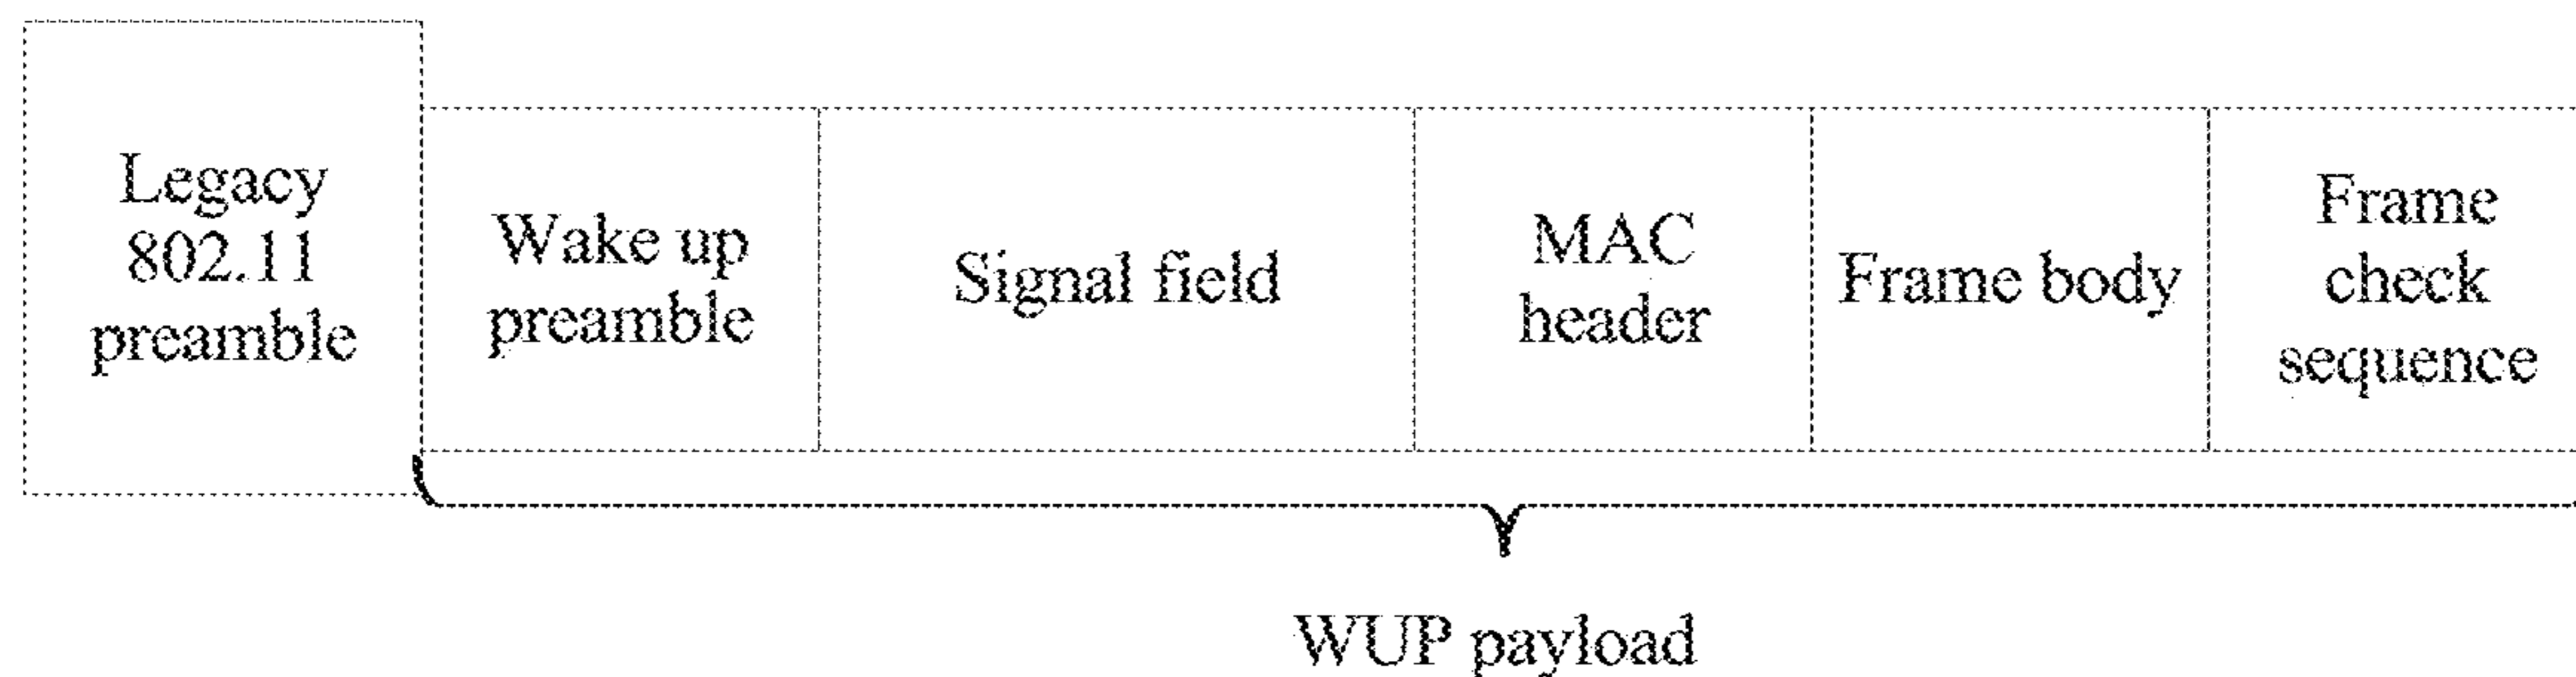 Legacy
802.11
preamble
Wake up
preamble
Signal field
MAC
header
Frame body
Frame
check
sequence
WUP payload